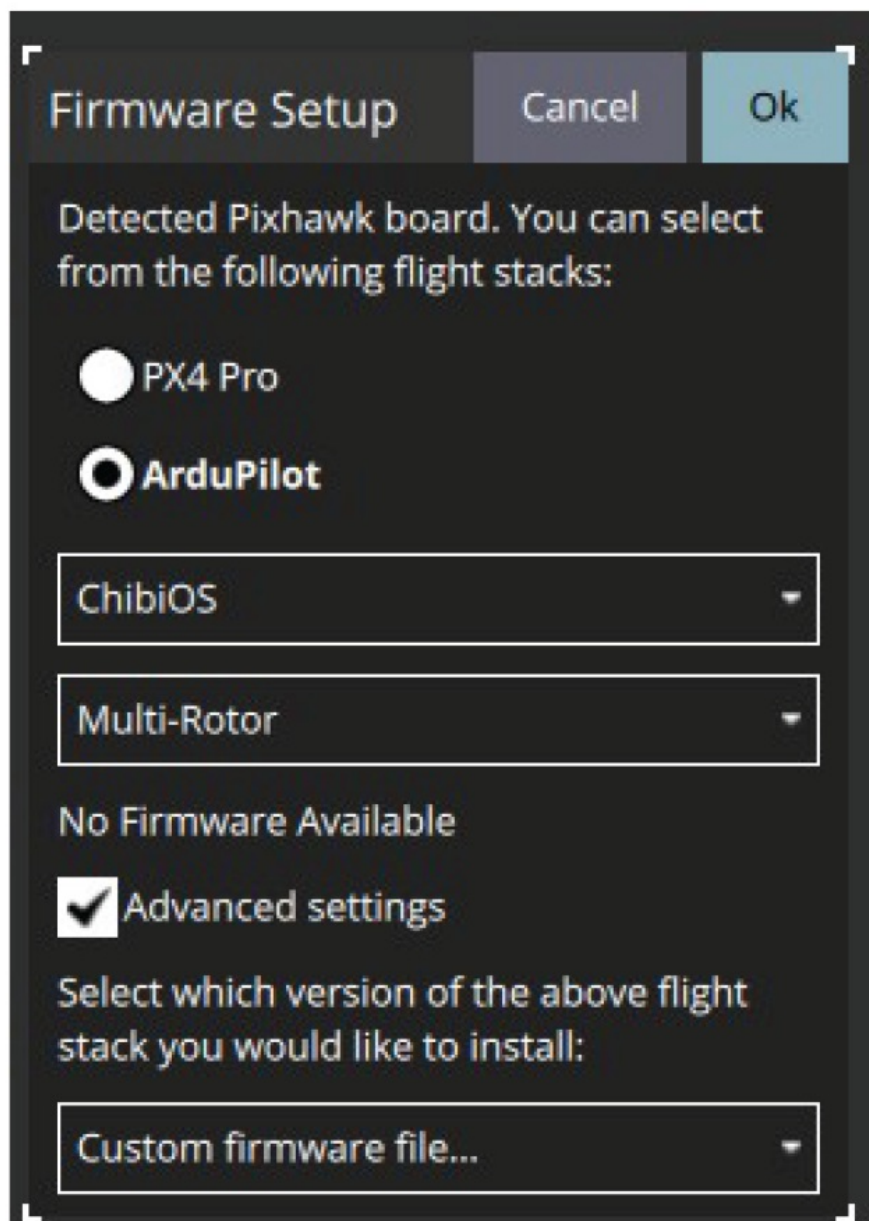 Firmware Setup
Cancel
Ok
Detected Pixhawk board. You can select
from the following flight stacks:
PX4 Pro
ArduPilot
ChibiOS
Multi-Rotor
No Firmware Available
Advanced settings
Select which version of the above flight
stack you would like to install:
Custom firmware file...